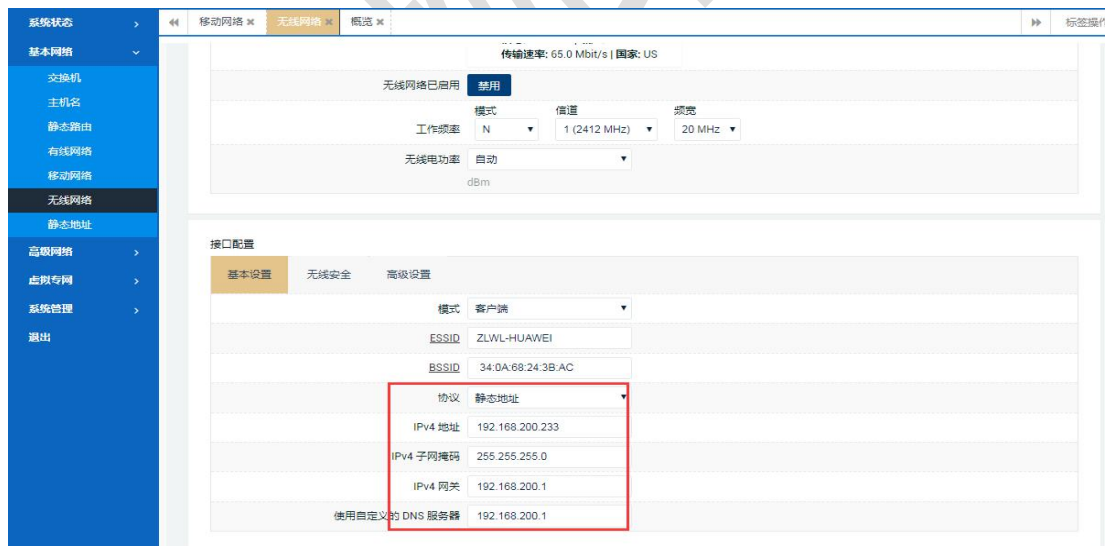 系统状态
基本网络
交换机
主机名
静态路由
有线网络
移动网络
无线网络
静态地址
高级网络
虚拟专网
系统管理
退出
移动网络 无线网络 概览 标签操作
传输速率: 65.0 Mbit/s | 国家: US
无线网络已启用 禁用
模式 信道 频宽
工作频率 N 1 (2412 MHz) 20 MHz
无线电功率 自动
dBm
接口配置
基本设置 无线安全 高级设置
模式 客户端
ESSID ZLWL-HUAWEI
BSSID 34:0A:68:24:3B:AC
协议 静态地址
IPv4 地址 192.168.200.233
IPv4 子网掩码 255.255.255.0
IPv4 网关 192.168.200.1
使用自定义的 DNS 服务器 192.168.200.1